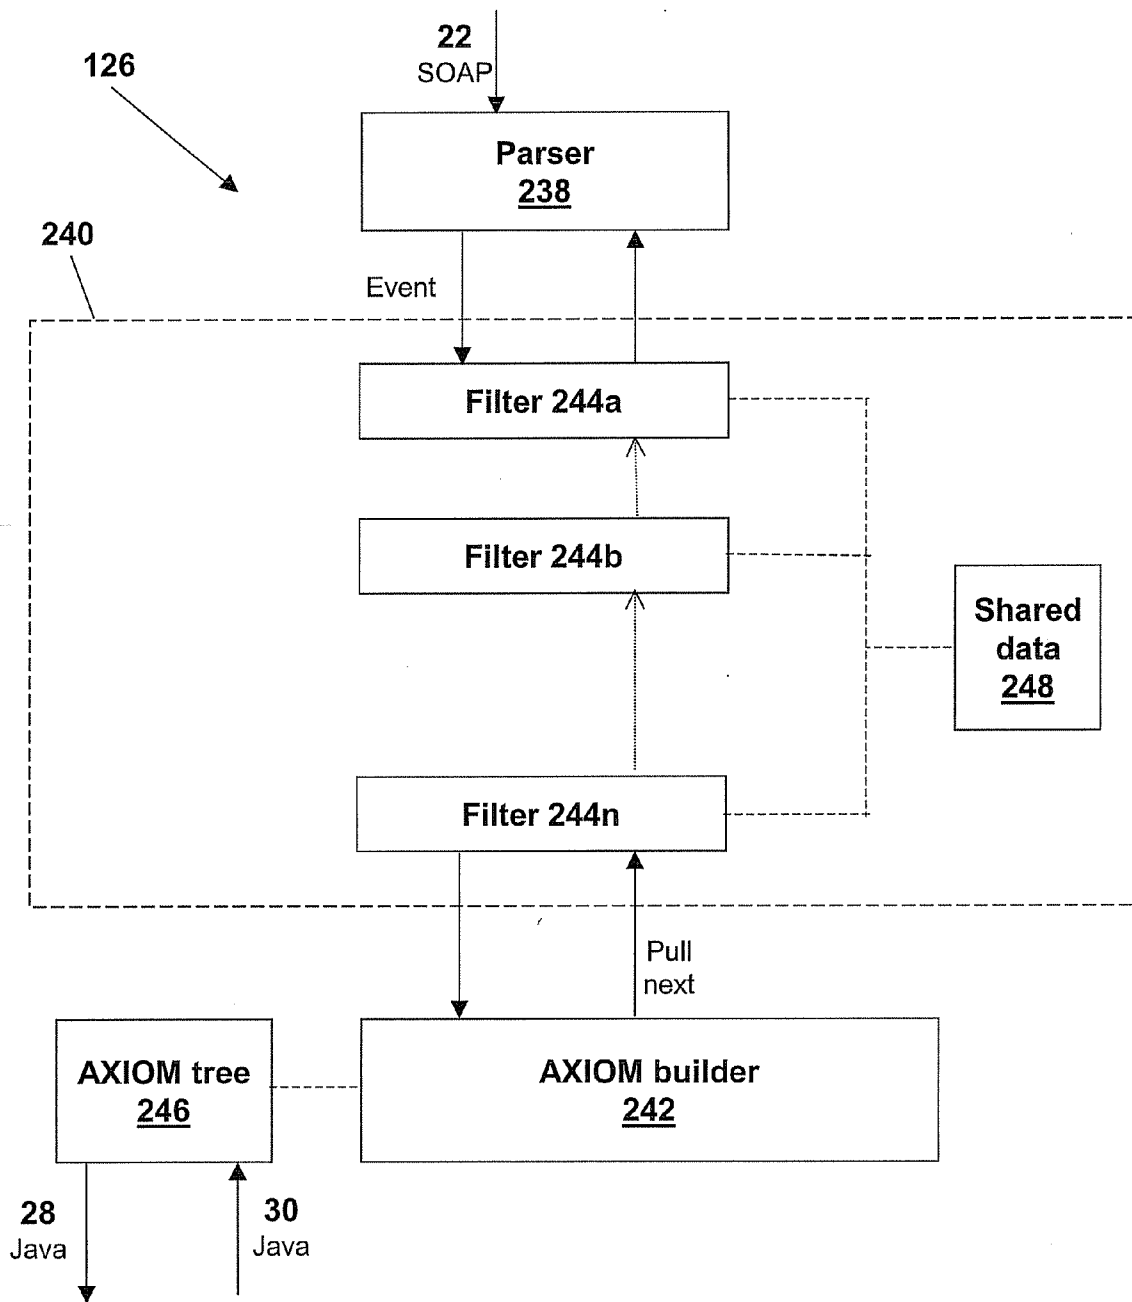 22
SOAP
126
Parser
238
240
Event
Filter 244a
Filter 244b
Shared
data
248
Filter 244n
Pull
next
AXIOM tree
246
AXIOM builder
242
28
Java
30
Java